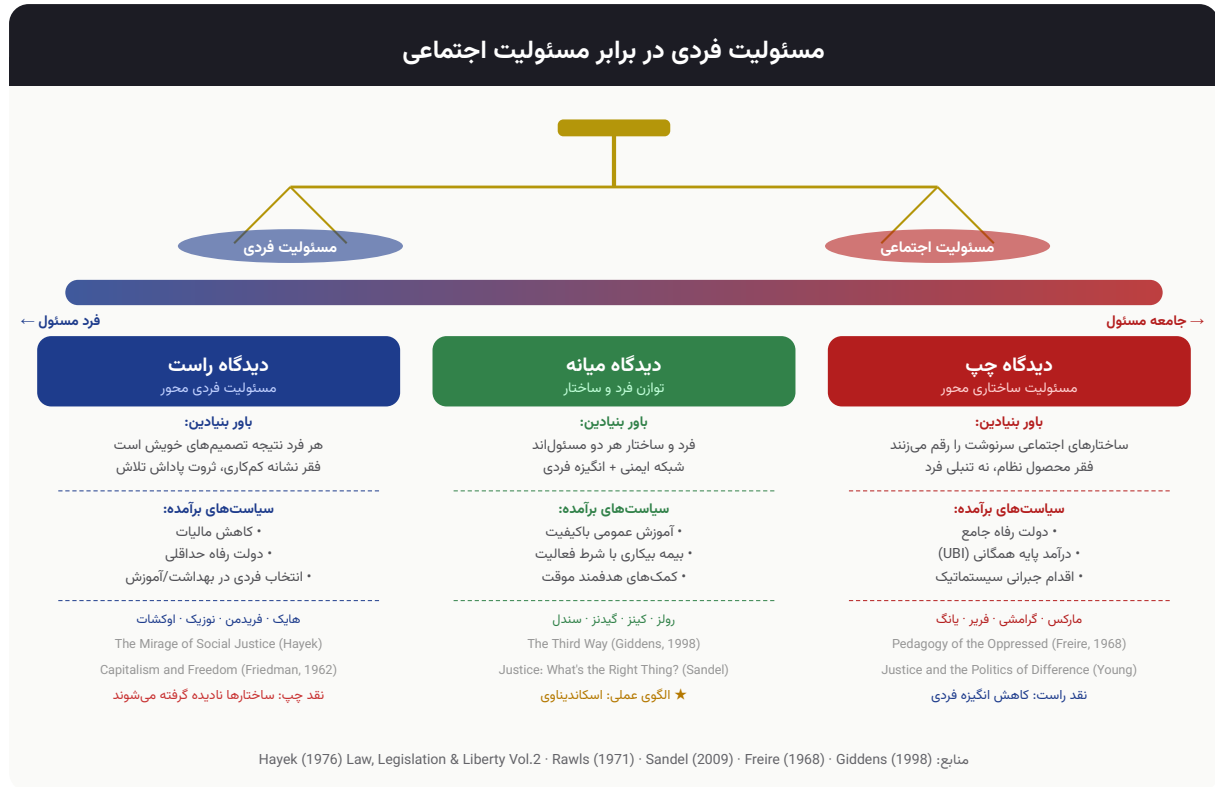 مسئولیت فردی در برابر مسئولیت اجتماعی
مسئولیت اجتماعی
مسئولیت فردی
→ جامعه مسئول
فرد مسئول ←
دیدگاه چپ
مسئولیت ساختاری محور
باور بنیادین:
ساختارهای اجتماعی سرنوشت را رقم می‌زنند
فقر محصول نظام، نه تنبلی فرد
سیاست‌های برآمده:
• دولت رفاه جامع
• درآمد پایه همگانی (UBI)
• اقدام جبرانی سیستماتیک
مارکس · گرامشی · فریر · یانگ
Pedagogy of the Oppressed (Freire, 1968)
Justice and the Politics of Difference (Young)
نقد راست: کاهش انگیزه فردی
دیدگاه میانه
توازن فرد و ساختار
باور بنیادین:
فرد و ساختار هر دو مسئول‌اند
شبکه ایمنی + انگیزه فردی
سیاست‌های برآمده:
• آموزش عمومی باکیفیت
• بیمه بیکاری با شرط فعالیت
• کمک‌های هدفمند موقت
رولز · کینز · گیدنز · سندل
The Third Way (Giddens, 1998)
Justice: What's the Right Thing? (Sandel)
★ الگوی عملی: اسکاندیناوی
دیدگاه راست
مسئولیت فردی محور
باور بنیادین:
هر فرد نتیجه تصمیم‌های خویش است
فقر نشانه کم‌کاری، ثروت پاداش تلاش
سیاست‌های برآمده:
• کاهش مالیات
• دولت رفاه حداقلی
• انتخاب فردی در بهداشت/آموزش
هایک · فریدمن · نوزیک · اوکشات
The Mirage of Social Justice (Hayek)
Capitalism and Freedom (Friedman, 1962)
نقد چپ: ساختارها نادیده گرفته می‌شوند
منابع: Hayek (1976) Law, Legislation & Liberty Vol.2 · Rawls (1971) · Sandel (2009) · Freire (1968) · Giddens (1998)